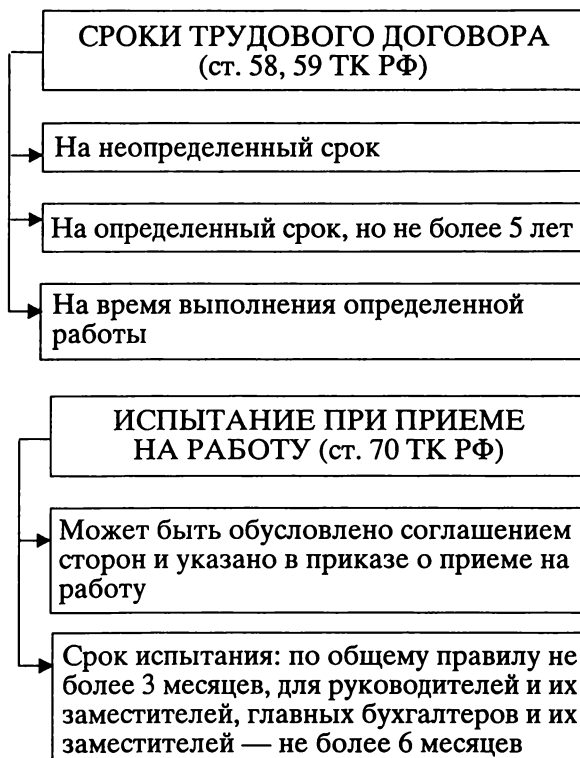 СРОКИ ТРУДОВОГО ДОГОВОРА
(ст. 58, 59 ТК РФ)
На неопределенный срок
На определенный срок, но не более 5 лет
На время выполнения определенной
работы
ИСПЫТАНИЕ ПРИ ПРИЕМЕ
НА РАБОТУ (ст. 70 ТК РФ)
Может быть обусловлено соглашением
сторон и указано в приказе о приеме на
работу
Срок испытания: по общему правилу не
более 3 месяцев, для руководителей и их
заместителей, главных бухгалтеров и их
заместителей — не более 6 месяцев